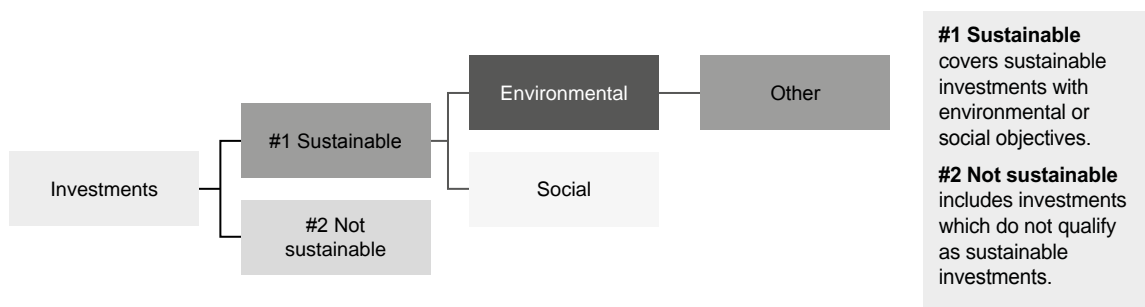 Investments
#1 Sustainable
#2 Not
sustainable
Environmental
Social
Other
#1 Sustainable
covers sustainable
investments with
environmental or
social objectives.
#2 Not sustainable
includes investments
which do not qualify
as sustainable
investments.